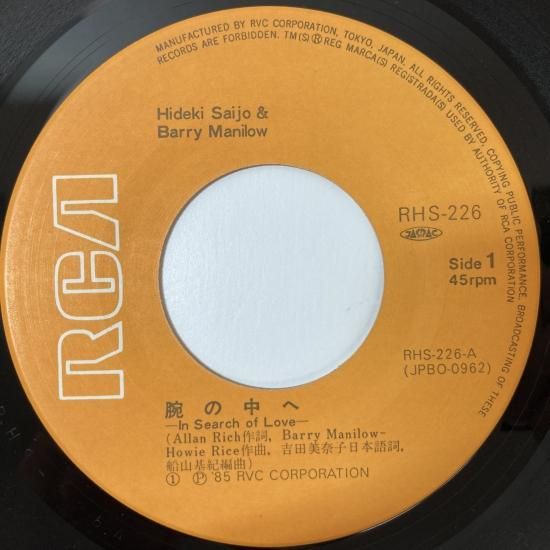 MANUFACTURED BY RVC CORPORATION, TOKYO, JAPAN. ALL RIGHTS RESERVED. COPYING PUBLIC PERFORMANCE, BROADCASTING OF THESE
RECORDS ARE FORBIDDEN. TM(S)®REG MARCA(S) REGISTRADA(S) USED BY AUTHORITY OF RCA CORPORATION
Hideki Saijo &
Barry Manilow
RCA
RHS-226
Side 1
45rpm
RHS-226-A
(JPBO-0962)
腕の中へ
—In Search of Love—
(Allan Rich作詞, Barry Manilow-
Howie Rice作曲, 吉田美奈子日本語詞,
船山基紀編曲)
① Ⓟ '85 RVC CORPORATION